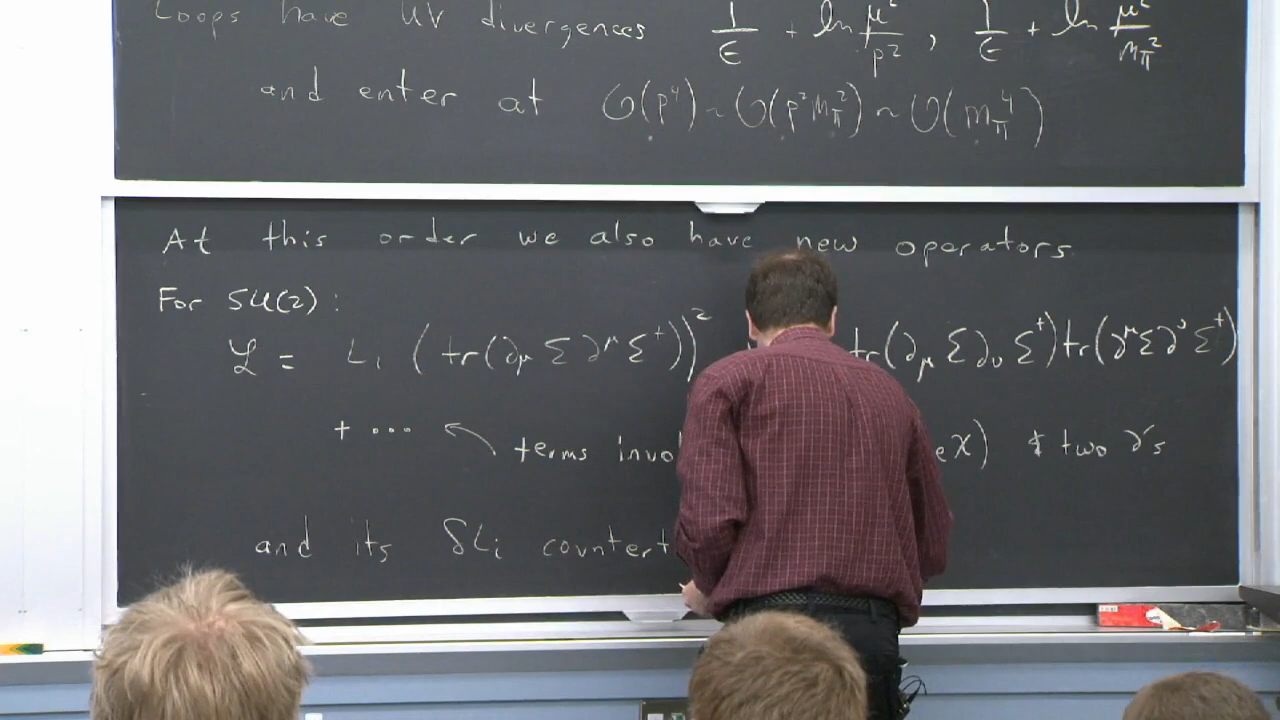 Loops have UV divergences 1/ϵ + ln μ²/p² , 1/ϵ + ln μ²/m_π²
and enter at O(p⁴) ~ O(p² m_π²) ~ O(m_π⁴)
At this order we also have new operators.
For SU(2) :
ℒ = L₁ (tr(∂_μ Σ ∂^μ Σ†))² tr(∂_μ Σ ∂_ν Σ†) tr(∂^μ Σ ∂^ν Σ†)
+ ... ↖ terms χ) & two ∂'s
and its δL_i